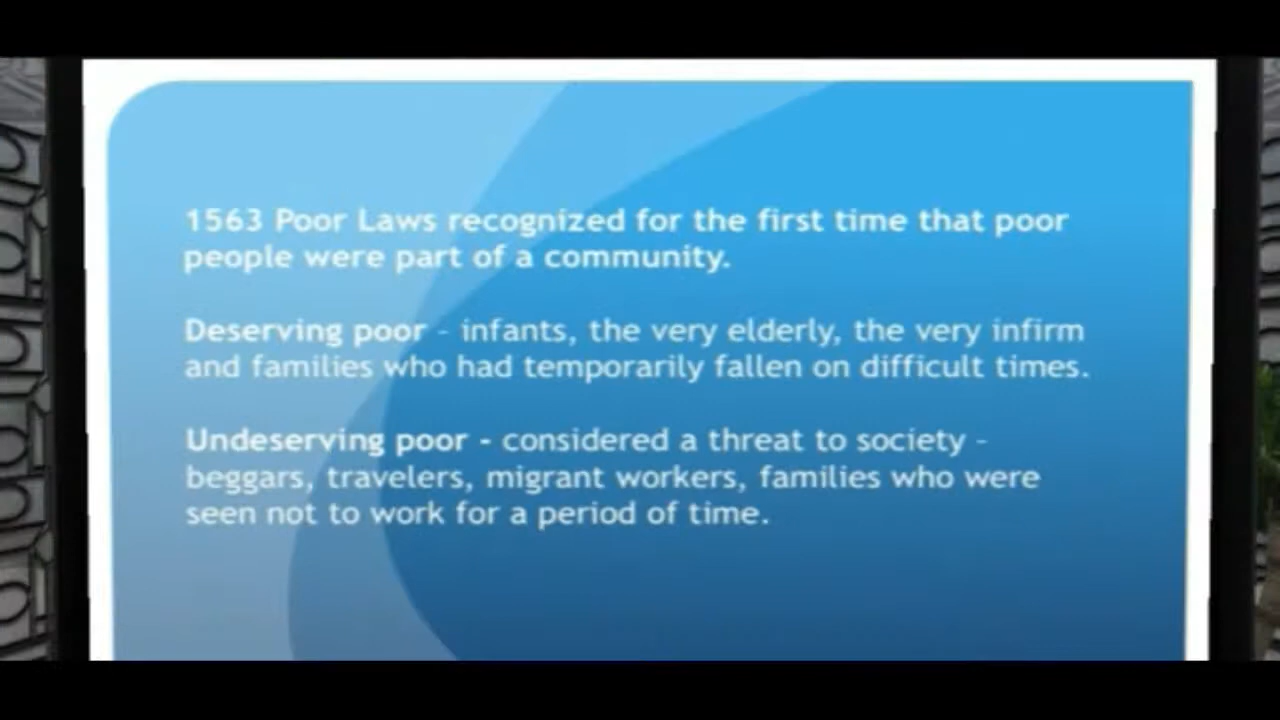 1563 Poor Laws recognized for the first time that poor
people were part of a community.
Deserving poor - infants, the very elderly, the very infirm
and families who had temporarily fallen on difficult times.
Undeserving poor - considered a threat to society -
beggars, travelers, migrant workers, families who were
seen not to work for a period of time.